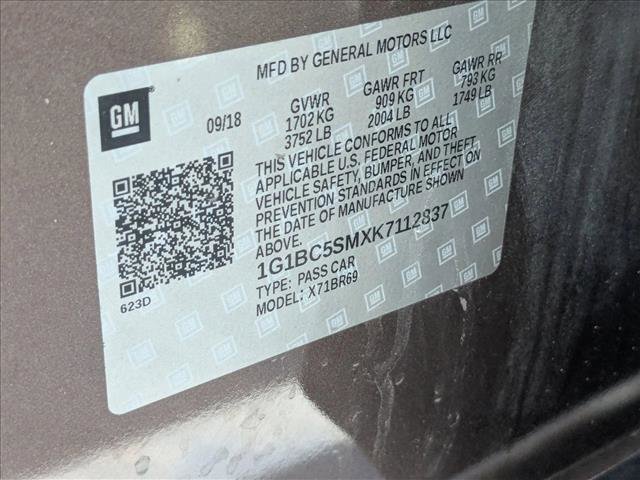 MFD BY GENERAL MOTORS LLC
GM
09/18
GVWR
1702 KG
3752 LB
GAWR FRT
909 KG
2004 LB
GAWR RR
793 KG
1749 LB
THIS VEHICLE CONFORMS TO ALL
APPLICABLE U.S. FEDERAL MOTOR
VEHICLE SAFETY, BUMPER, AND THEFT
PREVENTION STANDARDS IN EFFECT ON
THE DATE OF MANUFACTURE SHOWN
ABOVE.
1G1BC5SMXK7112837
TYPE: PASS CAR
MODEL: X71BR69
623D